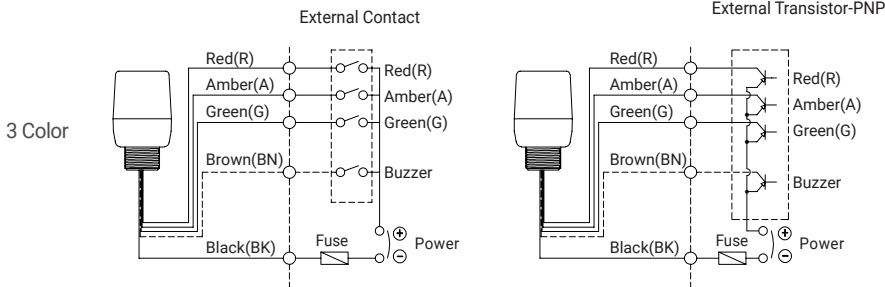 External Contact
External Transistor-PNP
3 Color
Red(R)
Amber(A)
Green(G)
Brown(BN)
Black(BK)
Fuse
Red(R)
Amber(A)
Green(G)
Buzzer
+
−
Power
Red(R)
Amber(A)
Green(G)
Brown(BN)
Black(BK)
Fuse
Red(R)
Amber(A)
Green(G)
Buzzer
+
−
Power